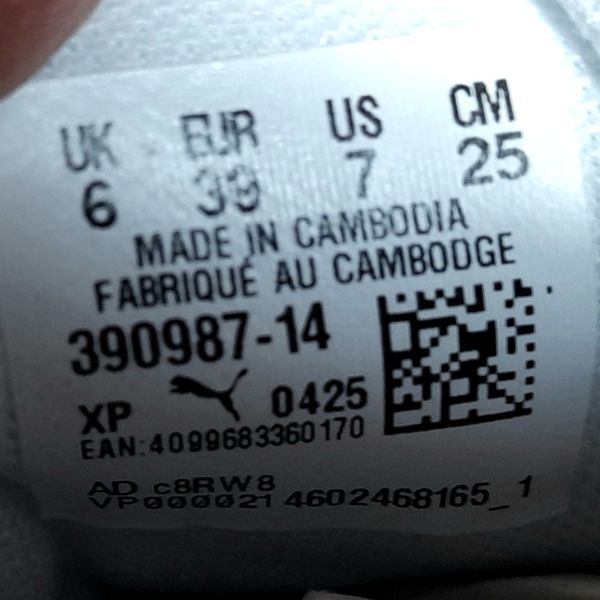 UK EUR US CM
6 39 7 25
MADE IN CAMBODIA
FABRIQUÉ AU CAMBODGE
390987-14
XP 0425
EAN:4099683360170
AD c8RW8
VP000021 4602468165_1